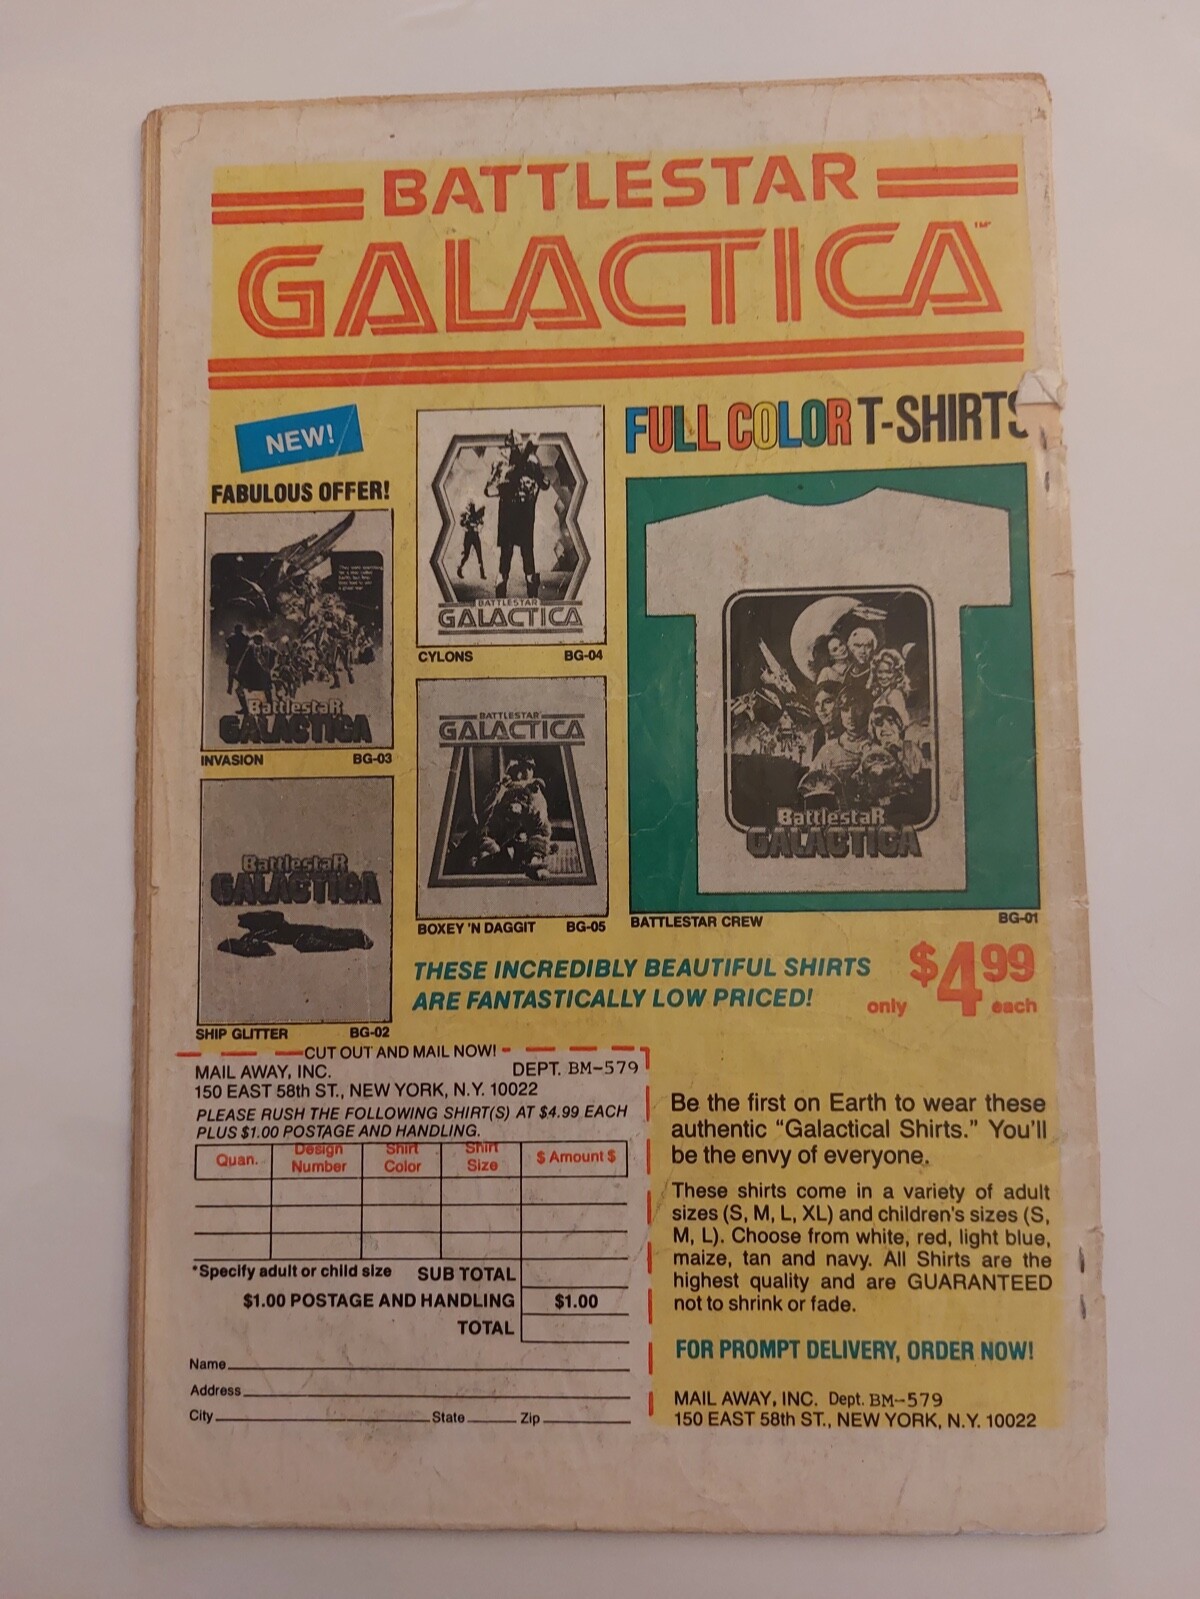 BATTLESTAR
GALACTICA
NEW!
FABULOUS OFFER!
FULL COLOR T-SHIRTS
Battlestar
GALACTICA
INVASION BG-03
BATTLESTAR
GALACTICA
CYLONS BG-04
BATTLESTAR
GALACTICA
BOXEY 'N DAGGIT BG-05
Battlestar
GALACTICA
SHIP GLITTER BG-02
Battlestar
GALACTICA
BATTLESTAR CREW BG-01
THESE INCREDIBLY BEAUTIFUL SHIRTS
ARE FANTASTICALLY LOW PRICED!
only $4.99 each
CUT OUT AND MAIL NOW!
MAIL AWAY, INC. DEPT. BM-579
150 EAST 58th ST., NEW YORK, N.Y. 10022
PLEASE RUSH THE FOLLOWING SHIRT(S) AT $4.99 EACH
PLUS $1.00 POSTAGE AND HANDLING.
Quan. Design Number Shirt Color Shirt Size $ Amount $
*Specify adult or child size SUB TOTAL
$1.00 POSTAGE AND HANDLING $1.00
TOTAL
Name
Address
City State Zip
Be the first on Earth to wear these
authentic “Galactical Shirts.” You'll
be the envy of everyone.
These shirts come in a variety of adult
sizes (S, M, L, XL) and children's sizes (S,
M, L). Choose from white, red, light blue,
maize, tan and navy. All Shirts are the
highest quality and are GUARANTEED
not to shrink or fade.
FOR PROMPT DELIVERY, ORDER NOW!
MAIL AWAY, INC. Dept. BM-579
150 EAST 58th ST., NEW YORK, N.Y. 10022